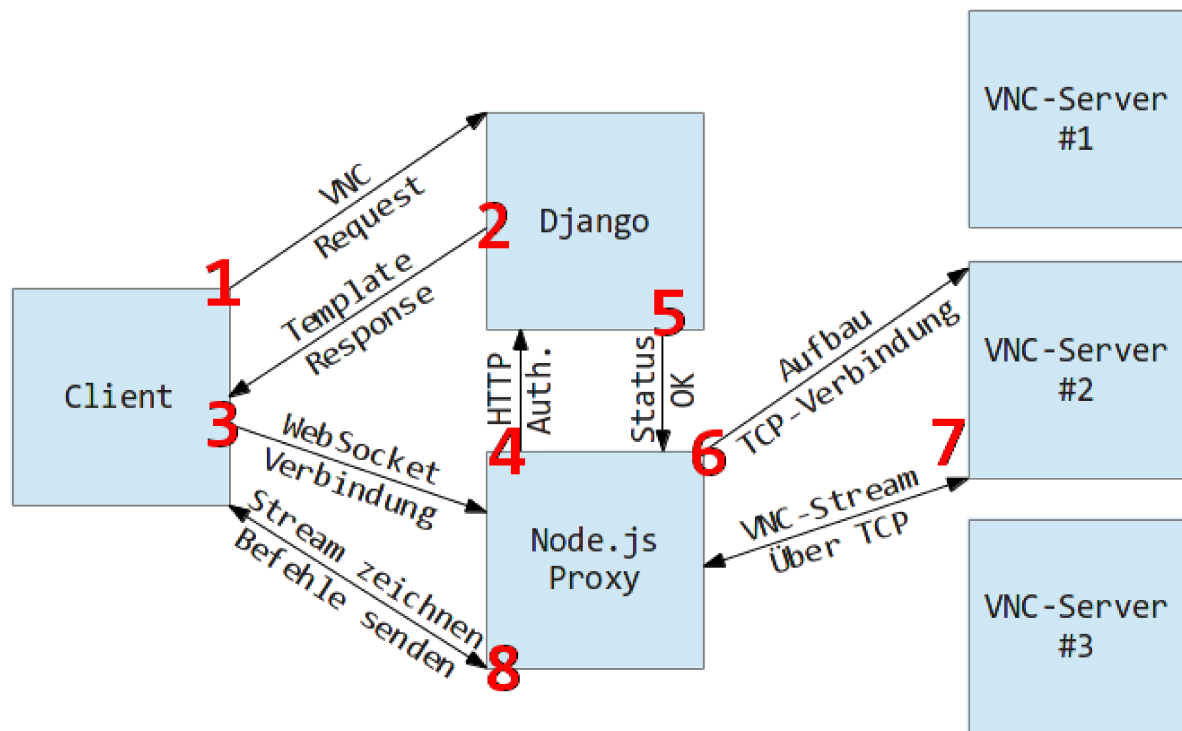 VNC-Server
#1
VNC
Request
2
Django
1
Template
Response
5
Client
3
WebSocket
Verbindung
HTTP
Auth.
4
Status
OK
6
Aufbau
TCP-Verbindung
VNC-Server
#2
7
VNC-Stream
Über TCP
Stream zeichnen
Befehle senden
8
Node.js
Proxy
VNC-Server
#3